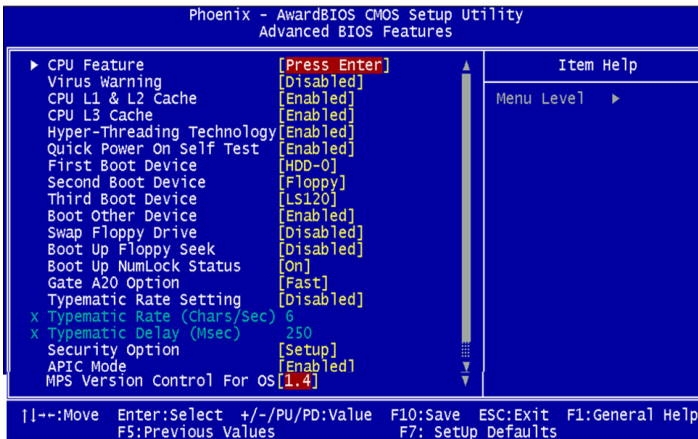 Phoenix - AwardBIOS CMOS Setup Utility
Advanced BIOS Features
▶ CPU Feature [Press Enter]
Item Help
Virus Warning [Disabled]
CPU L1 & L2 Cache [Enabled]
Menu Level ▶
CPU L3 Cache [Enabled]
Hyper-Threading Technology[Enabled]
Quick Power On Self Test [Enabled]
First Boot Device [HDD-0]
Second Boot Device [Floppy]
Third Boot Device [LS120]
Boot Other Device [Enabled]
Swap Floppy Drive [Disabled]
Boot Up Floppy Seek [Disabled]
Boot Up NumLock Status [On]
Gate A20 Option [Fast]
Typematic Rate Setting [Disabled]
x Typematic Rate (Chars/Sec) 6
x Typematic Delay (Msec) 250
Security Option [Setup]
APIC Mode [Enabled]
MPS Version Control For OS[1.4]
↑↓→←:Move Enter:Select +/-/PU/PD:Value F10:Save ESC:Exit F1:General Help
F5:Previous Values F7: SetUp Defaults